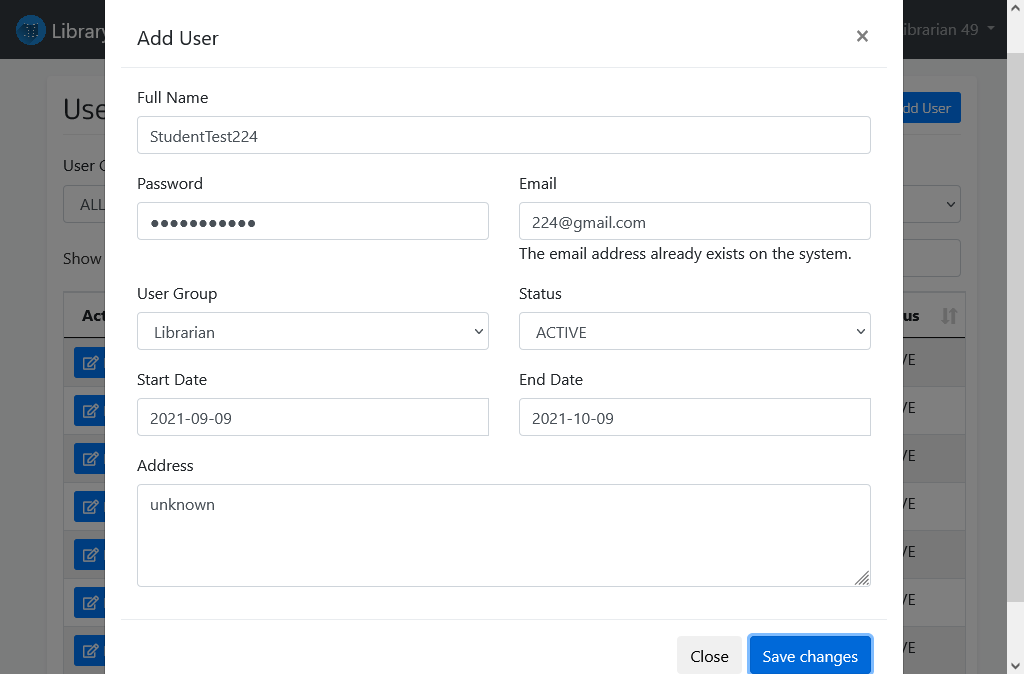 Library
Add User
×
ibrarian 49
Use
dd User
Full Name
StudentTest224
User G
Password
Email
ALL
●●●●●●●●●●●
224@gmail.com
Show
The email address already exists on the system.
User Group
Status
Act
us
Librarian
ACTIVE
VE
Start Date
End Date
VE
2021-09-09
2021-10-09
VE
Address
unknown
VE
VE
VE
VE
Close
Save changes